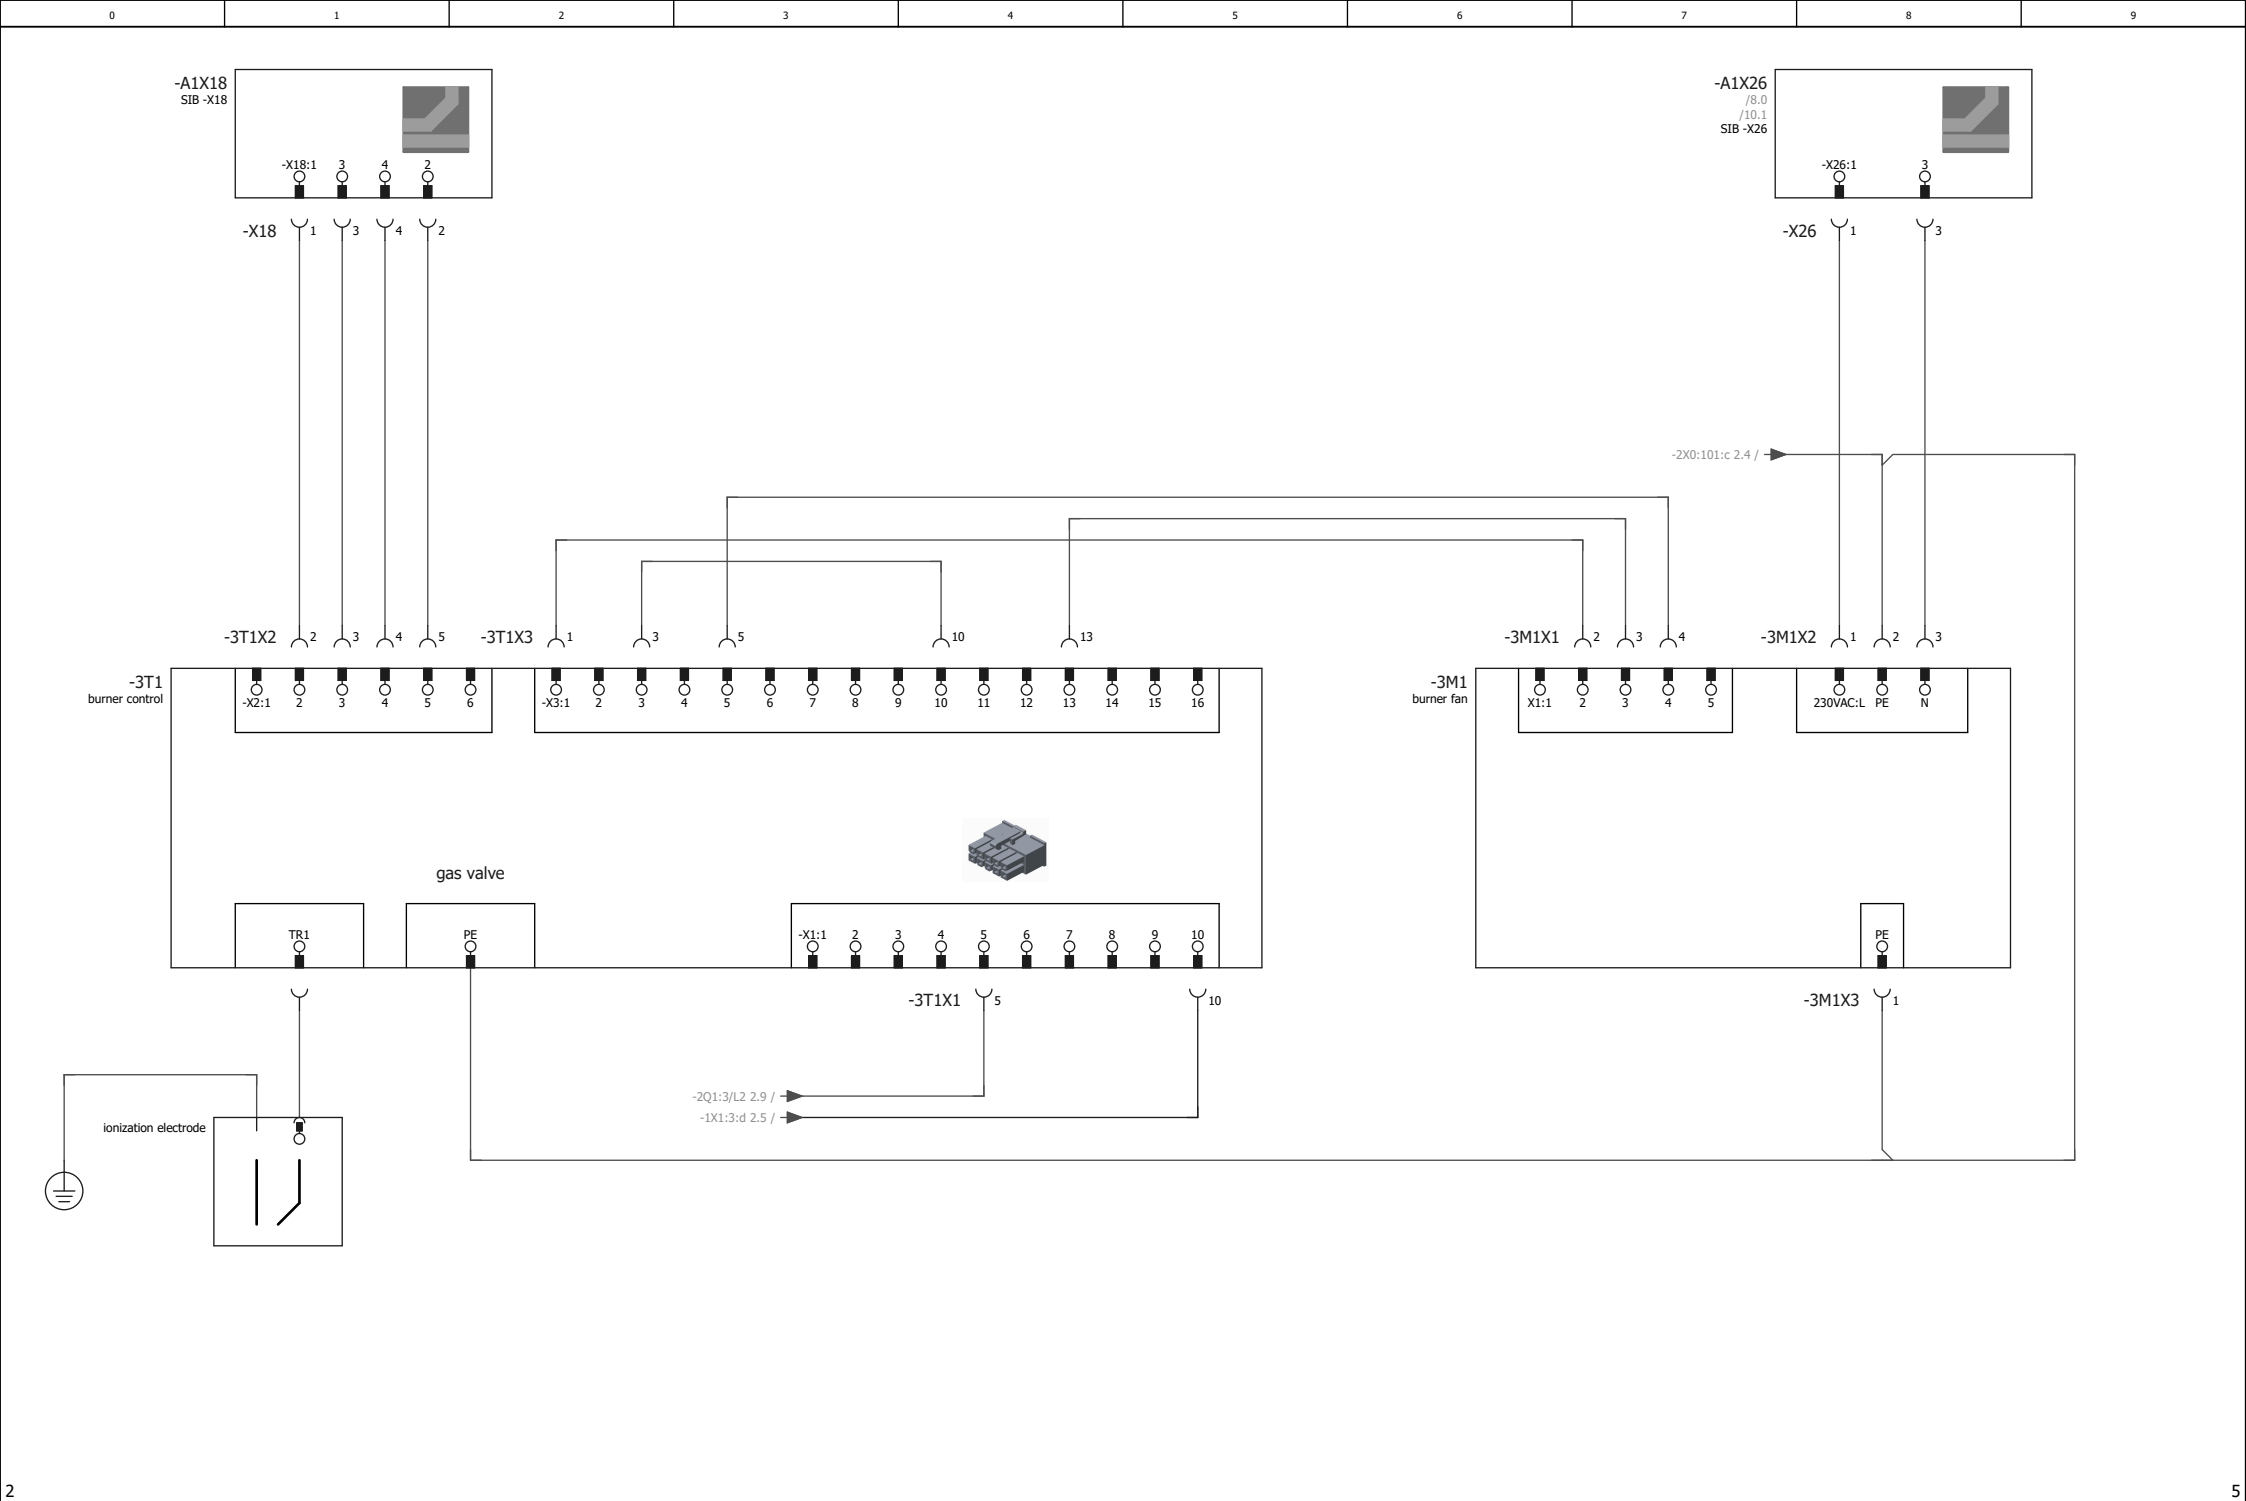 0 1 2 3 4 5 6 7 8 9
-A1X18
SIB -X18
-X18:1 3 4 2
-X18 1 3 4 2
-A1X26
/8.0
/10.1
SIB -X26
-X26:1 3
-X26 1 3
-2X0:101:c 2.4 /
-3T1X2 2 3 4 5
-3T1X3 1 3 5 10 13
-3M1X1 2 3 4
-3M1X2 1 2 3
-3T1
burner control
-X2:1 2 3 4 5 6
-X3:1 2 3 4 5 6 7 8 9 10 11 12 13 14 15 16
-3M1
burner fan
X1:1 2 3 4 5
230VAC:L PE N
gas valve
TR1
PE
-X1:1 2 3 4 5 6 7 8 9 10
PE
-3T1X1 5 10
-3M1X3 1
-2Q1:3/L2 2.9 /
-1X1:3:d 2.5 /
ionization electrode
2
5